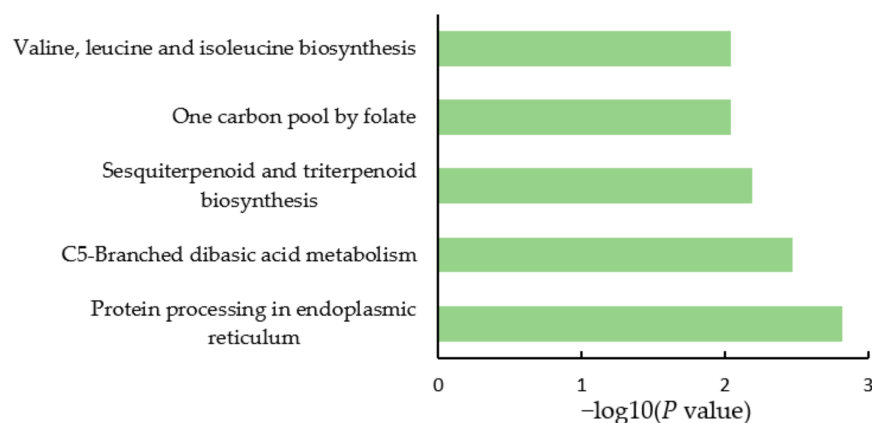 Valine, leucine and isoleucine biosynthesis
One carbon pool by folate
Sesquiterpenoid and triterpenoid
biosynthesis
C5-Branched dibasic acid metabolism
Protein processing in endoplasmic
reticulum
0 1 2 3
−log10(P value)